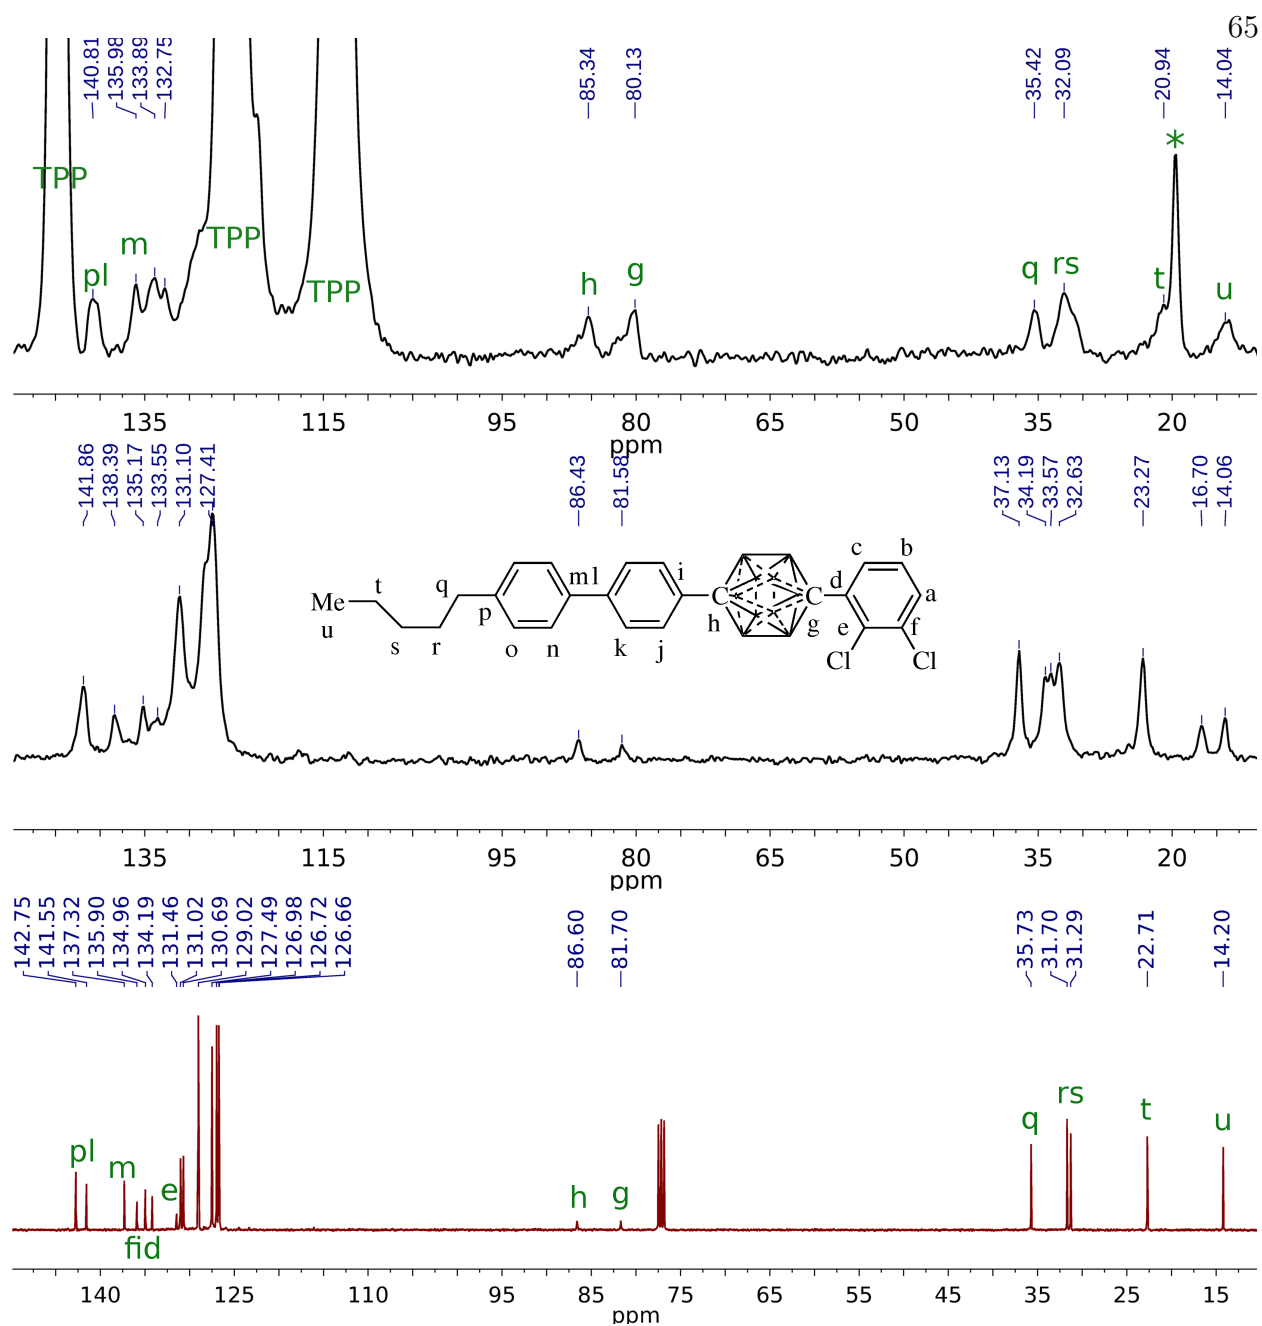 65
140.81 135.98 133.89 132.75 85.34 80.13 35.42 32.09 20.94 14.04
*
TPP TPP TPP
pl m h g q rs t u
135 115 95 80 65 50 35 20
ppm
141.86 138.39 135.17 133.55 131.10 127.41 86.43 81.58 37.13 34.19 33.57 32.63 23.27 16.70 14.06
Me u t s r q p o n m l k j i C h C g d c b a e f Cl Cl
135 115 95 80 65 50 35 20
ppm
142.75 141.55 137.32 135.90 134.96 134.19 131.46 131.02 130.69 129.02 127.49 126.98 126.72 126.66 86.60 81.70 35.73 31.70 31.29 22.71 14.20
pl m e h g q rs t u
fid
140 125 110 95 85 75 65 55 45 35 25 15
ppm